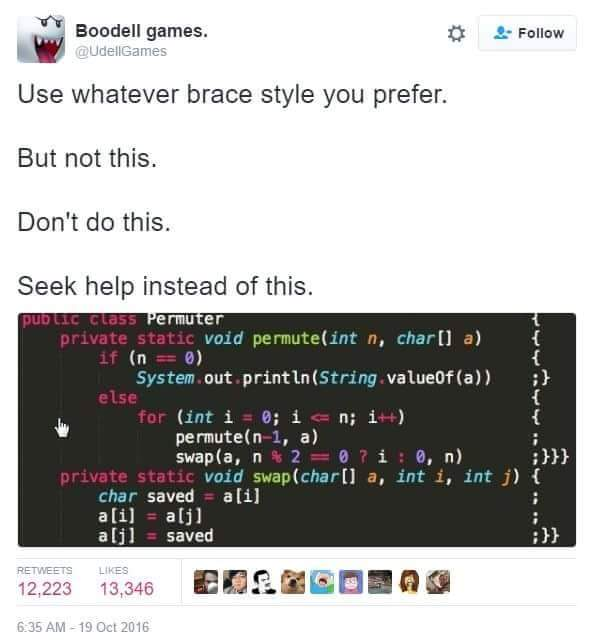 Boodell games.
@UdellGames
Follow
Use whatever brace style you prefer.
But not this.
Don't do this.
Seek help instead of this.
public class Permuter {
private static void permute(int n, char[] a) {
if (n == 0) {
System.out.println(String.valueOf(a)) ;}
else {
for (int i = 0; i <= n; i++) {
permute(n-1, a) ;
swap(a, n % 2 == 0 ? i : 0, n) ;}}}
private static void swap(char[] a, int i, int j) {
char saved = a[i] ;
a[i] = a[j] ;
a[j] = saved ;}}
RETWEETS LIKES
12,223 13,346
6:35 AM - 19 Oct 2016